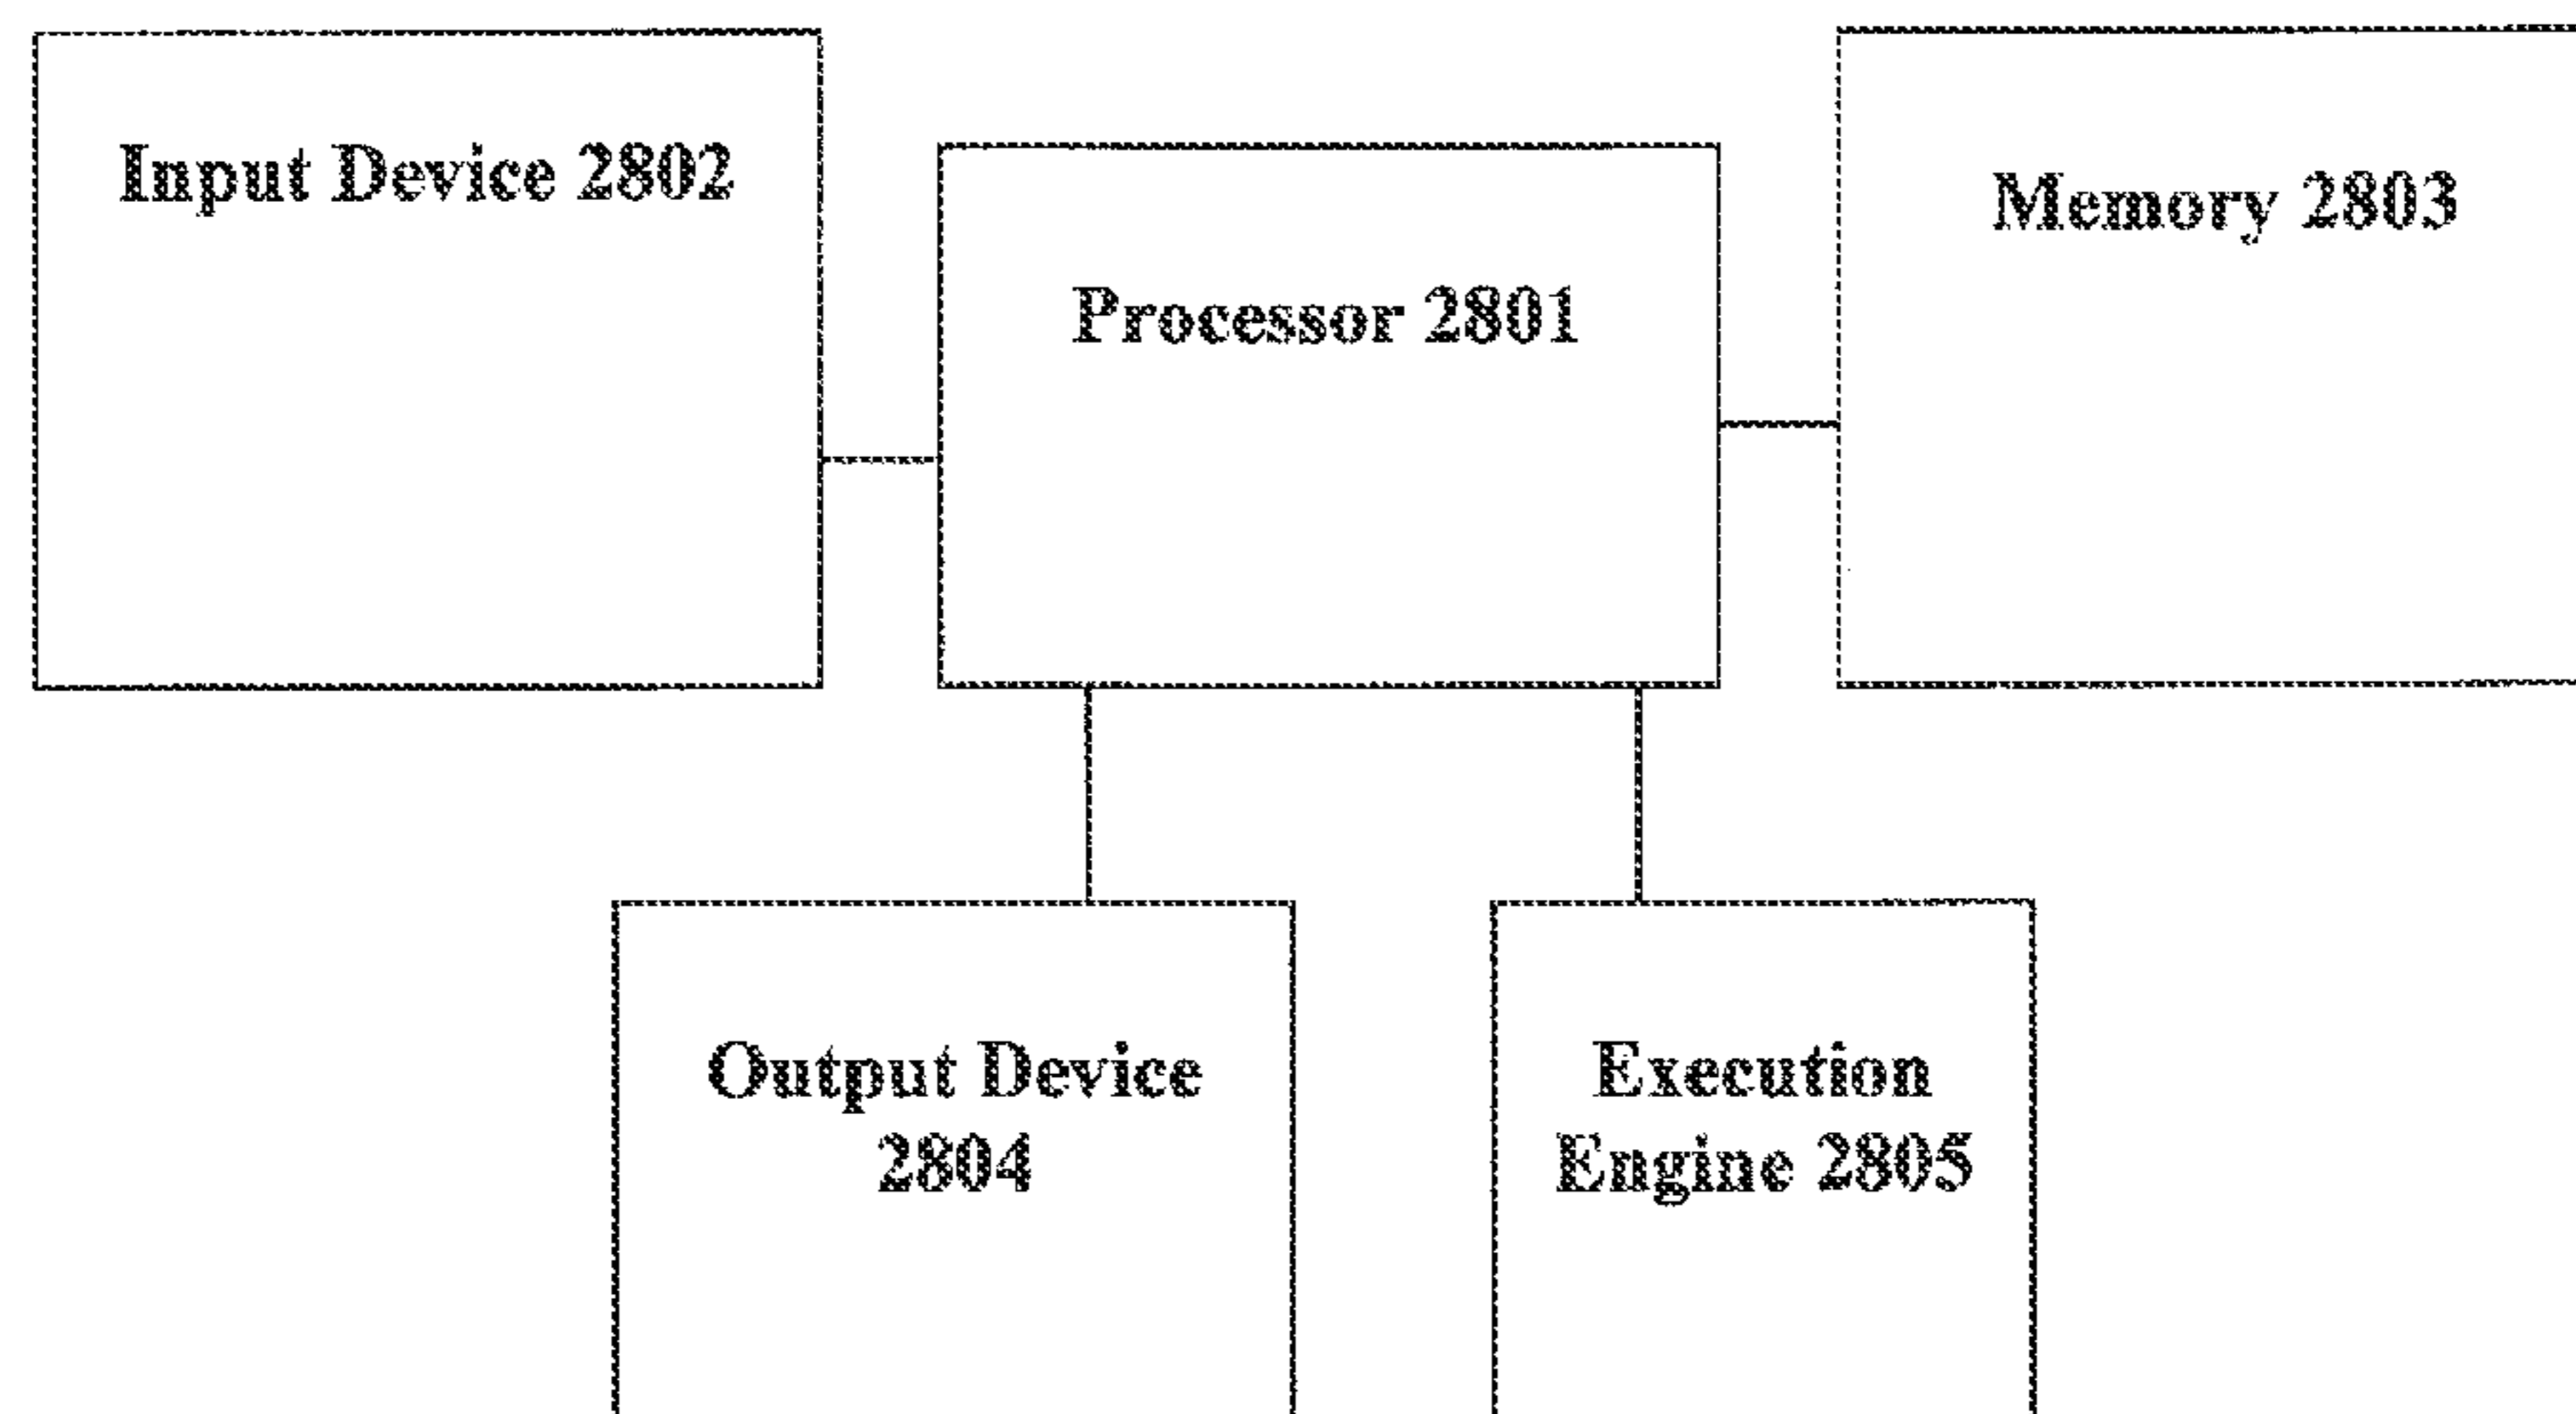 Input Device 2802
Processor 2801
Memory 2803
Output Device
2804
Execution
Engine 2805